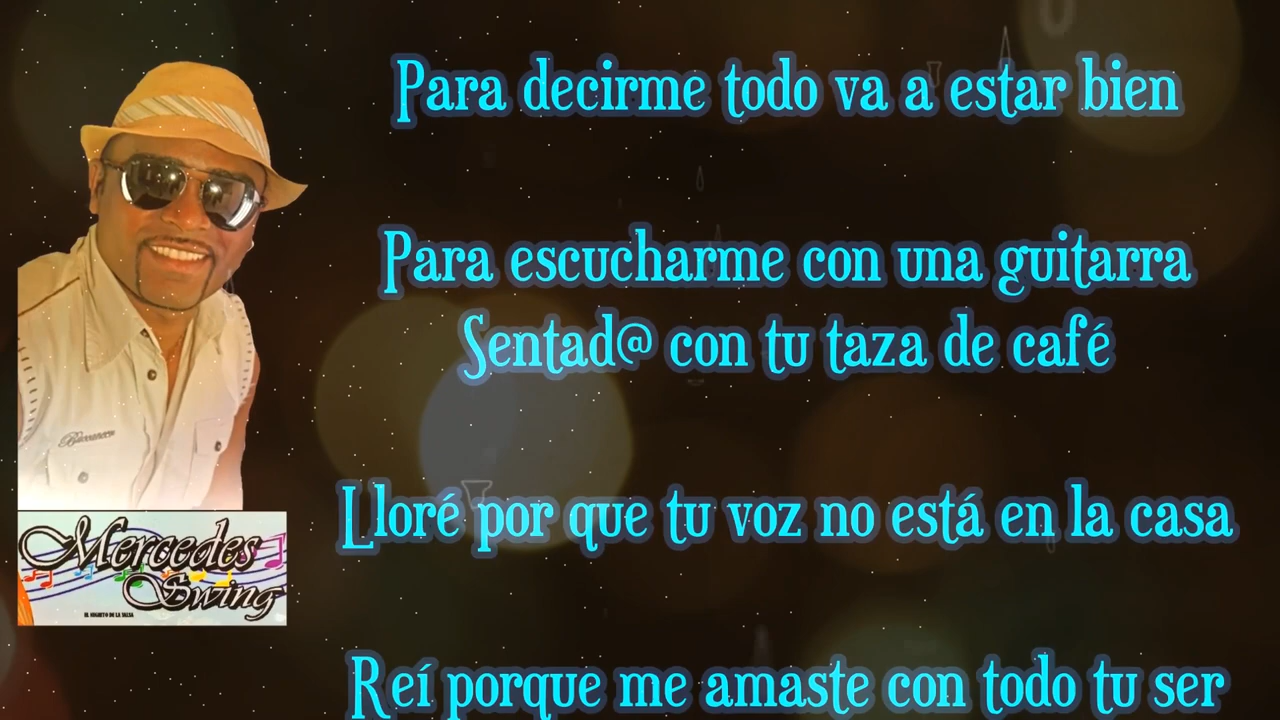 Para decirme todo va a estar bien
Para escucharme con una guitarra
Sentad@ con tu taza de café
Lloré por que tu voz no está en la casa
Reí porque me amaste con todo tu ser
Mercedes
Swing